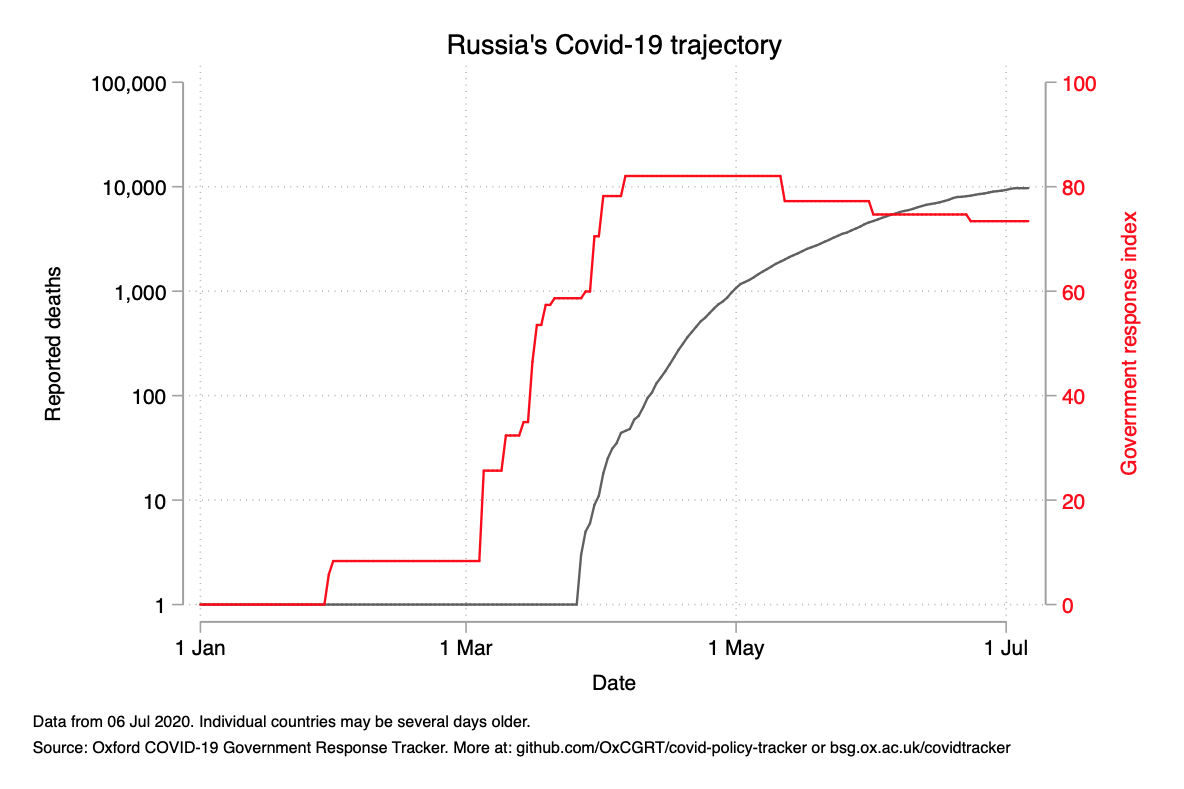 Russia's Covid-19 trajectory
100,000
10,000
1,000
100
10
1
Reported deaths
100
80
60
40
20
0
Government response index
1 Jan
1 Mar
1 May
1 Jul
Date
Data from 06 Jul 2020. Individual countries may be several days older.
Source: Oxford COVID-19 Government Response Tracker. More at: github.com/OxCGRT/covid-policy-tracker or bsg.ox.ac.uk/covidtracker